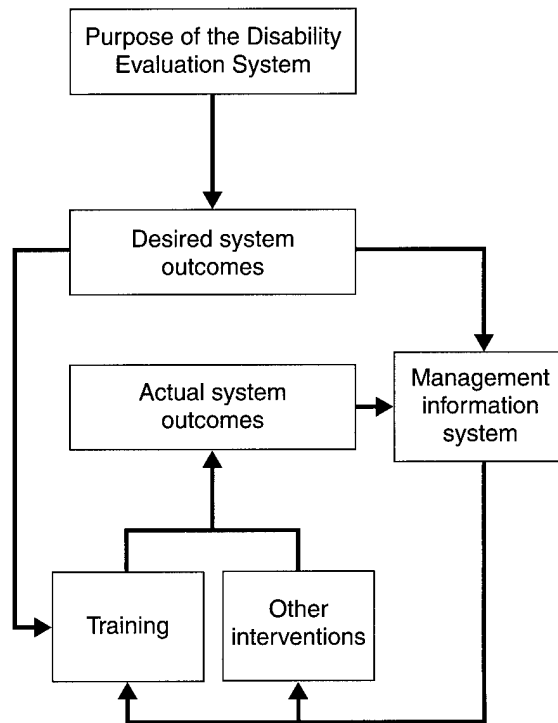 Purpose of the Disability
Evaluation System
Desired system
outcomes
Actual system
outcomes
Management
information
system
Training
Other
interventions